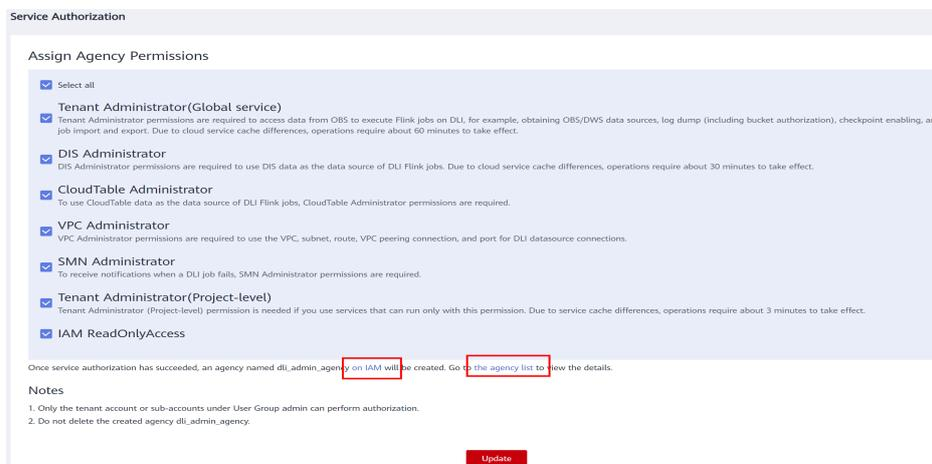 Service Authorization
Assign Agency Permissions
Select all
Tenant Administrator(Global service)
Tenant Administrator permissions are required to access data from OBS to execute Flink jobs on DLI, for example, obtaining OBS/DWS data sources, log dump (including bucket authorization), checkpoint enabling, a
job import and export. Due to cloud service cache differences, operations require about 60 minutes to take effect.
DIS Administrator
DIS Administrator permissions are required to use DIS data as the data source of DLI Flink jobs. Due to cloud service cache differences, operations require about 30 minutes to take effect.
CloudTable Administrator
To use CloudTable data as the data source of DLI Flink jobs, CloudTable Administrator permissions are required.
VPC Administrator
VPC Administrator permissions are required to use the VPC, subnet, route, VPC peering connection, and port for DLI datasource connections.
SMN Administrator
To receive notifications when a DLI job fails, SMN Administrator permissions are required.
Tenant Administrator(Project-level)
Tenant Administrator (Project-level) permission is needed if you use services that can run only with this permission. Due to service cache differences, operations require about 3 minutes to take effect.
IAM ReadOnlyAccess
Once service authorization has succeeded, an agency named dli_admin_agency on IAM will be created. Go to the agency list to view the details.
Notes
1. Only the tenant account or sub-accounts under User Group admin can perform authorization.
2. Do not delete the created agency dli_admin_agency.
Update